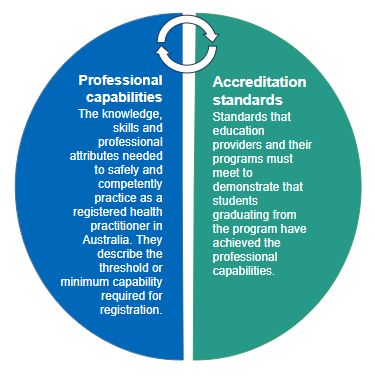 Professional
capabilities
The knowledge,
skills and
professional
attributes needed
to safely and
competently
practice as a
registered health
practitioner in
Australia. They
describe the
threshold or
minimum capability
required for
registration.
Accreditation
standards
Standards that
education
providers and their
programs must
meet to
demonstrate that
students
graduating from
the program have
achieved the
professional
capabilities.